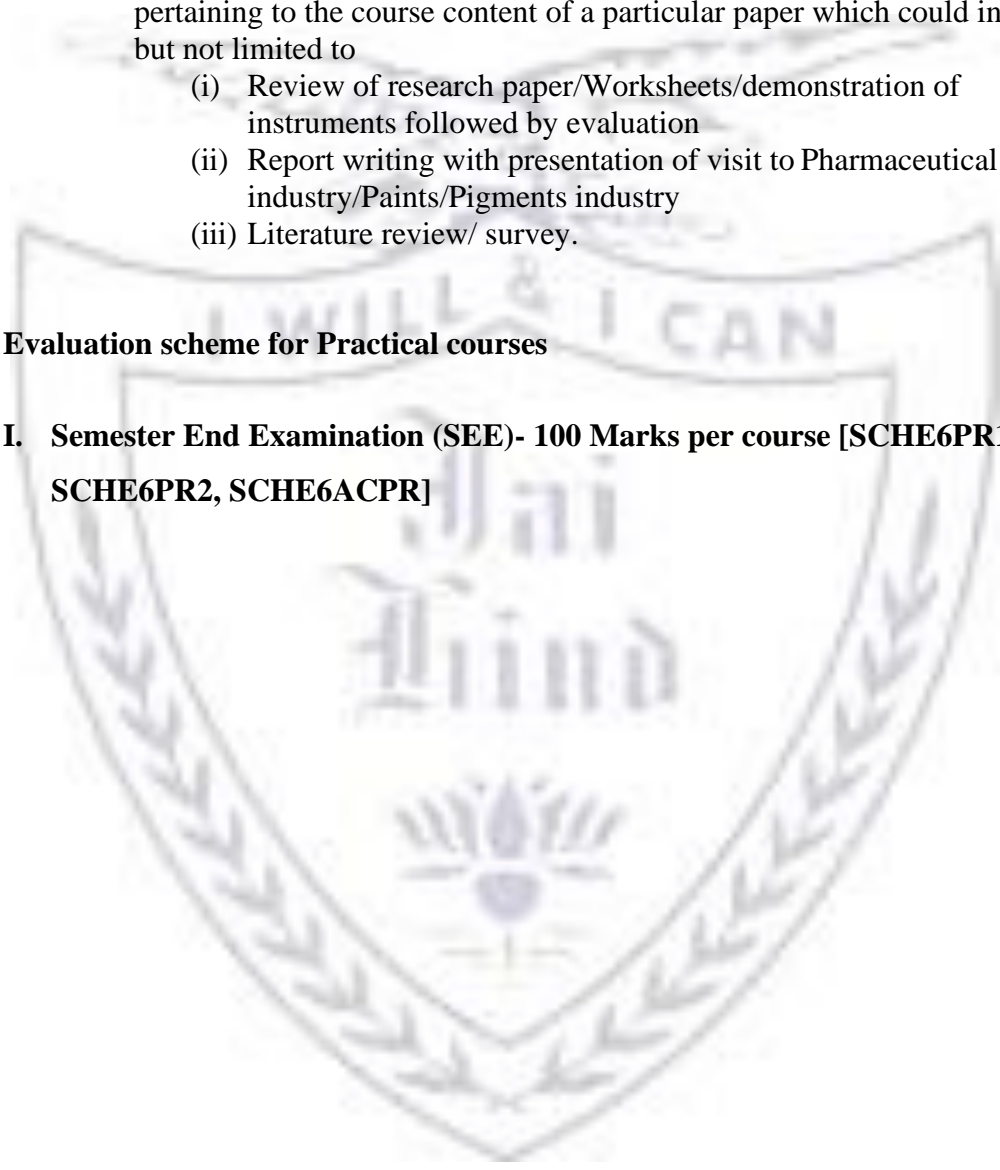 pertaining to the course content of a particular paper which could in
but not limited to
(i) Review of research paper/Worksheets/demonstration of
instruments followed by evaluation
(ii) Report writing with presentation of visit to Pharmaceutical
industry/Paints/Pigments industry
(iii) Literature review/ survey.
I WILL & I CAN
Evaluation scheme for Practical courses
I. Semester End Examination (SEE)- 100 Marks per course [SCHE6PR1
SCHE6PR2, SCHE6ACPR]
Jai
Hind